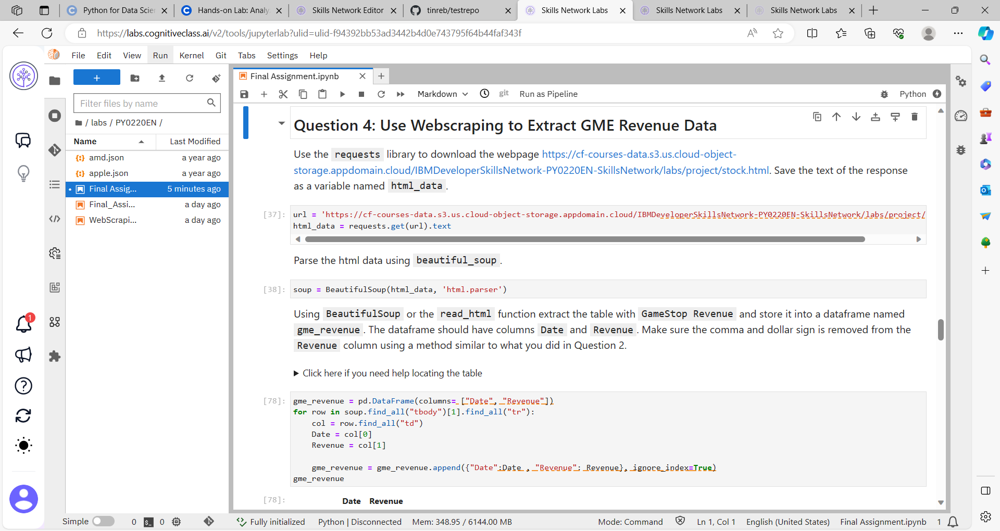 Python for Data Scien
Hands-on Lab: Analy
Skills Network Editor
tinreb/testrepo
Skills Network Labs
Skills Network Labs
Skills Network Labs
https://labs.cognitiveclass.ai/v2/tools/jupyterlab?ulid=ulid-f94392bb53ad3442b4d0e743795f64b44faf343f
File Edit View Run Kernel Git Tabs Settings Help
Final Assignment.ipynb
Markdown
git
Run as Pipeline
Python
Filter files by name
/ labs / PY0220EN /
Name Last Modified
amd.json a year ago
apple.json a year ago
Final Assig... 5 minutes ago
Final_Assi... a day ago
WebScrapi... a day ago
1
Question 4: Use Webscraping to Extract GME Revenue Data
Use the requests library to download the webpage https://cf-courses-data.s3.us.cloud-object-
storage.appdomain.cloud/IBMDeveloperSkillsNetwork-PY0220EN-SkillsNetwork/labs/project/stock.html. Save the text of the response
as a variable named html_data.
[37]: url = 'https://cf-courses-data.s3.us.cloud-object-storage.appdomain.cloud/IBMDeveloperSkillsNetwork-PY0220EN-SkillsNetwork/labs/project/
html_data = requests.get(url).text
Parse the html data using beautiful_soup.
[38]: soup = BeautifulSoup(html_data, 'html.parser')
Using BeautifulSoup or the read_html function extract the table with GameStop Revenue and store it into a dataframe named
gme_revenue. The dataframe should have columns Date and Revenue. Make sure the comma and dollar sign is removed from the
Revenue column using a method similar to what you did in Question 2.
Click here if you need help locating the table
[78]: gme_revenue = pd.DataFrame(columns= ["Date", "Revenue"])
for row in soup.find_all("tbody")[1].find_all("tr"):
    col = row.find_all("td")
    Date = col[0]
    Revenue = col[1]
    gme_revenue = gme_revenue.append({"Date":Date , "Revenue": Revenue}, ignore_index=True)
gme_revenue
[78]: Date Revenue
Simple 0 0 Fully initialized Python | Disconnected Mem: 348.95 / 6144.00 MB Mode: Command Ln 1, Col 1 English (United States) Final Assignment.ipynb 1